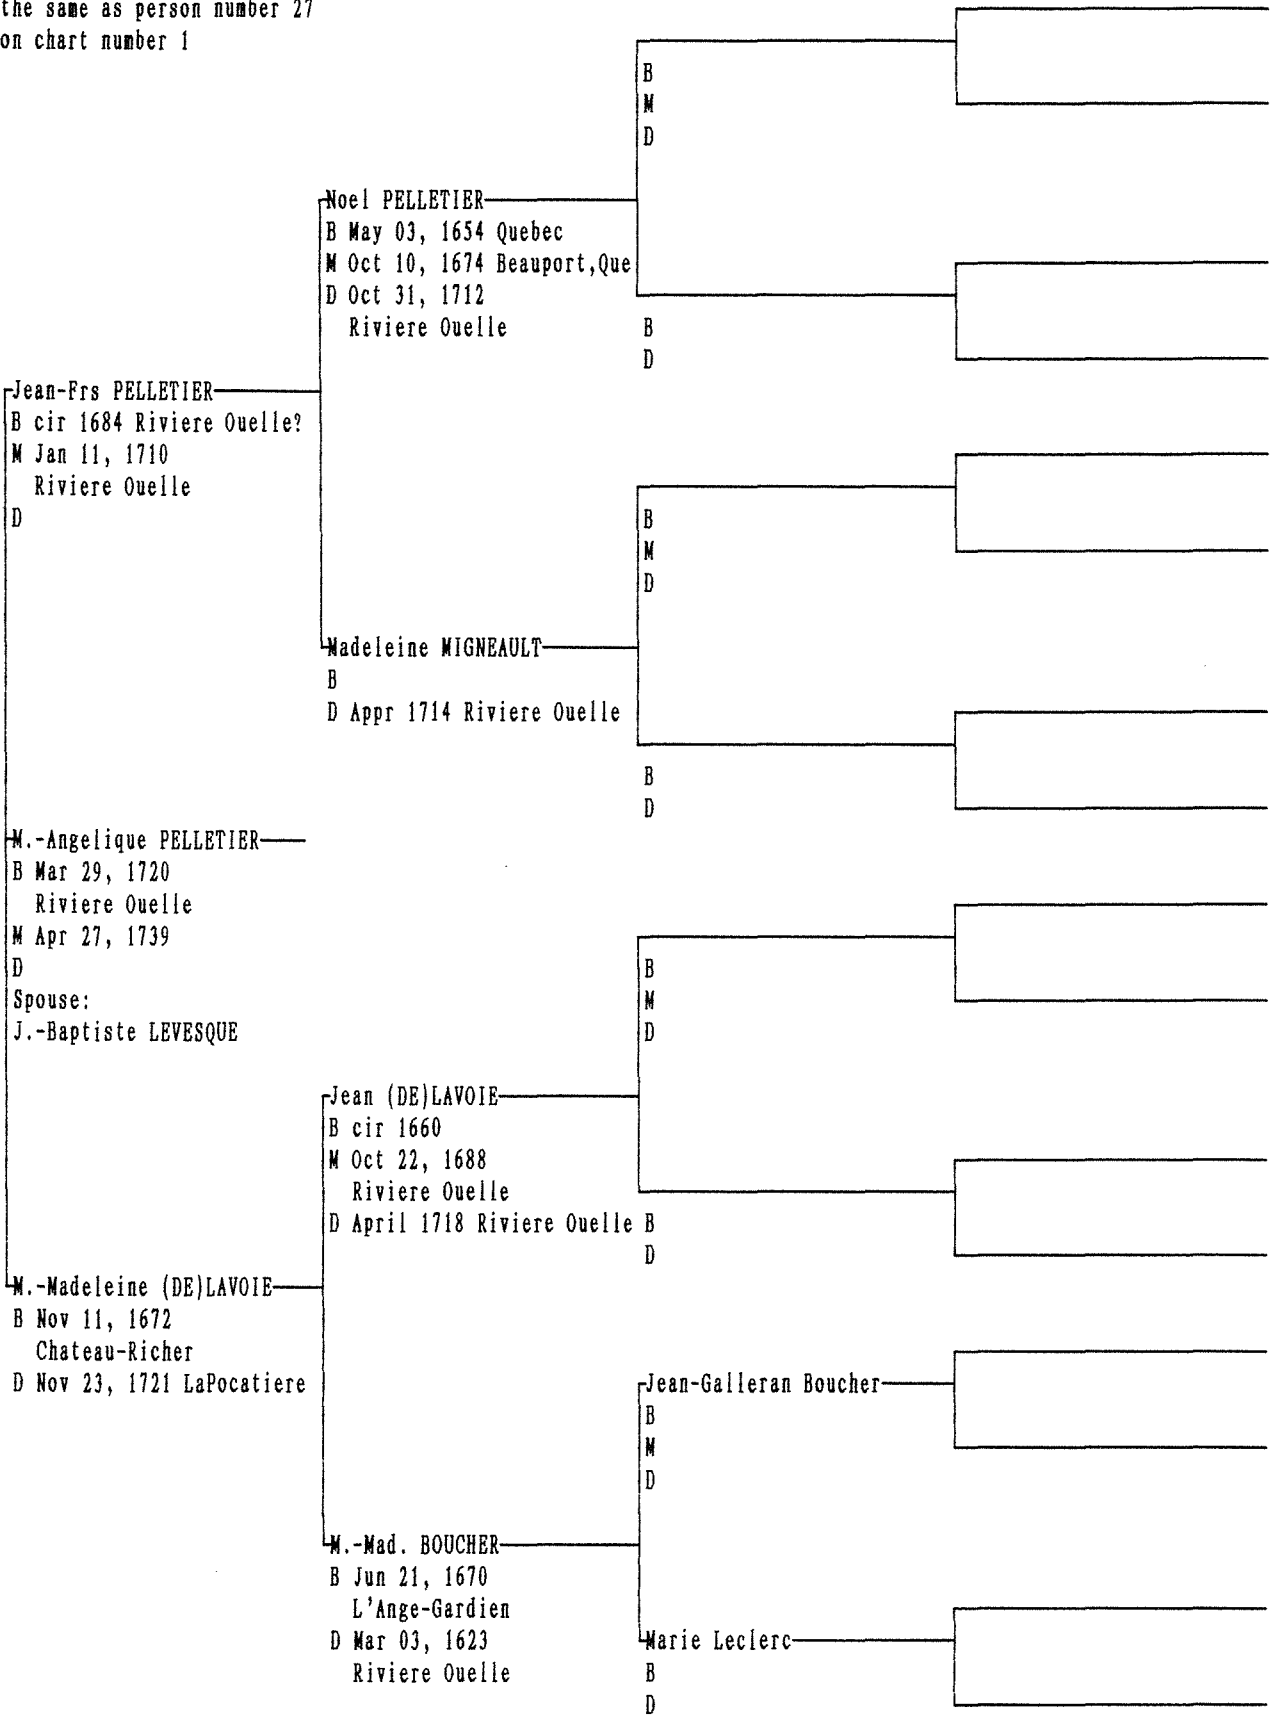 the same as person number 27
on chart number 1
B
M
D
Noel PELLETIER
B May 03, 1654 Quebec
M Oct 10, 1674 Beauport,Que
D Oct 31, 1712
Riviere Ouelle
B
D
Jean-Frs PELLETIER
B cir 1684 Riviere Ouelle?
M Jan 11, 1710
Riviere Ouelle
D
B
M
D
Madeleine MIGNEAULT
B
D Appr 1714 Riviere Ouelle
B
D
M.-Angelique PELLETIER
B Mar 29, 1720
Riviere Ouelle
M Apr 27, 1739
D
Spouse:
J.-Baptiste LEVESQUE
B
M
D
Jean (DE)LAVOIE
B cir 1660
M Oct 22, 1688
Riviere Ouelle
D April 1718 Riviere Ouelle
B
D
M.-Madeleine (DE)LAVOIE
B Nov 11, 1672
Chateau-Richer
D Nov 23, 1721 LaPocatiere
Jean-Galleran Boucher
B
M
D
M.-Mad. BOUCHER
B Jun 21, 1670
L'Ange-Gardien
D Mar 03, 1623
Riviere Ouelle
Marie Leclerc
B
D